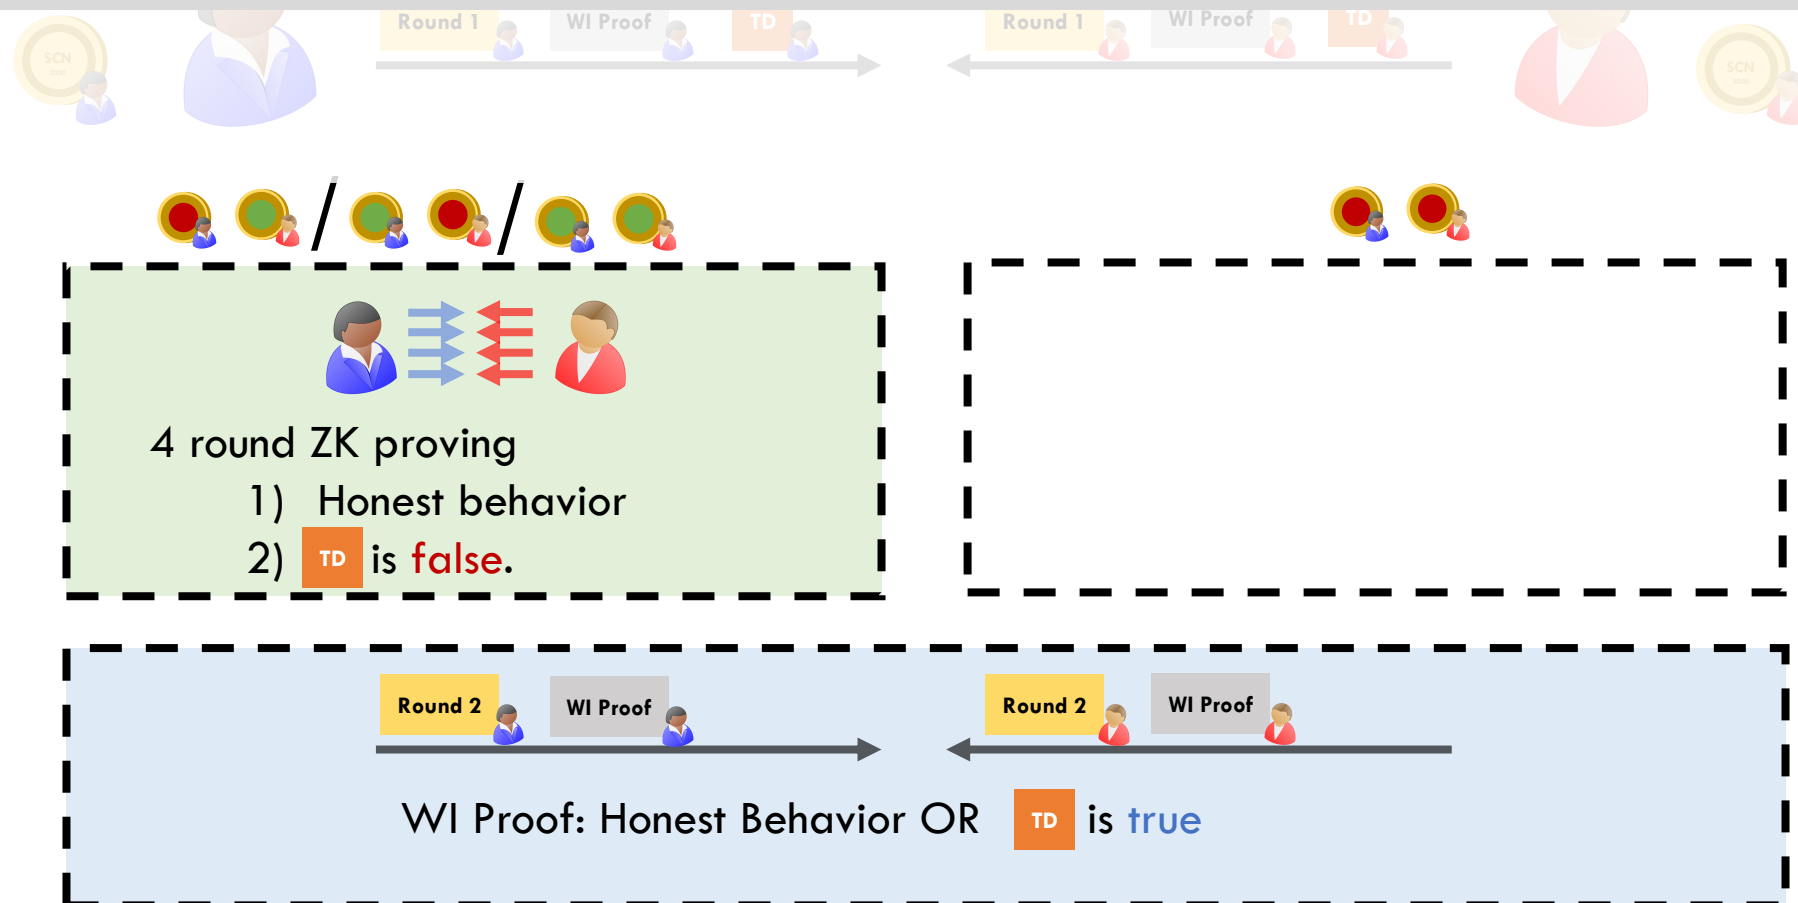 Round 1 WI Proof TD Round 1 WI Proof TD
SCN SCN
4 round ZK proving
1) Honest behavior
2) TD is false.
Round 2 WI Proof Round 2 WI Proof
WI Proof: Honest Behavior OR TD is true